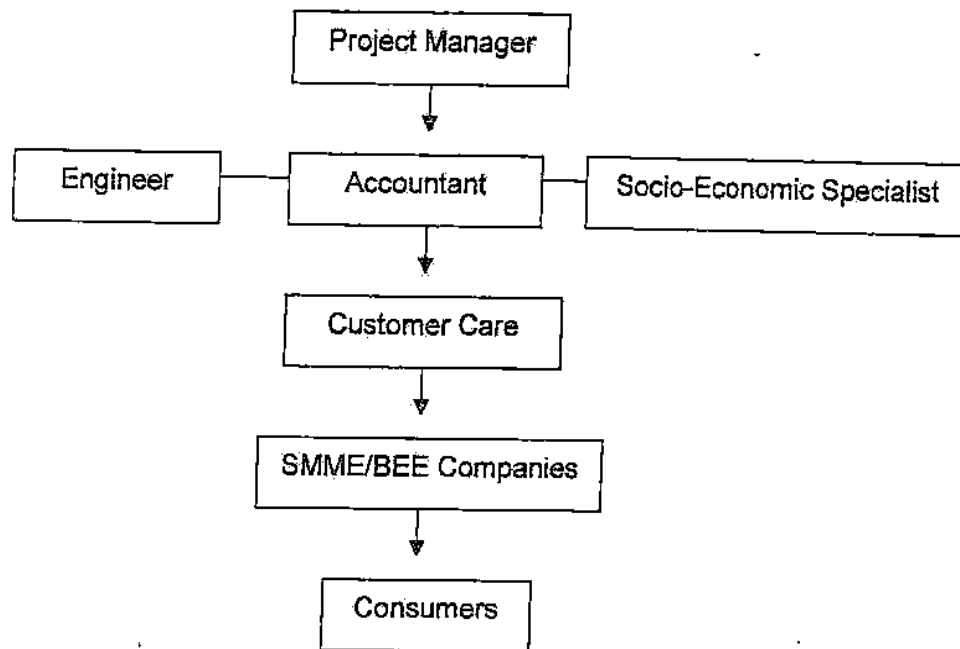 Project Manager
Engineer
Accountant
Socio-Economic Specialist
Customer Care
SMME/BEE Companies
Consumers